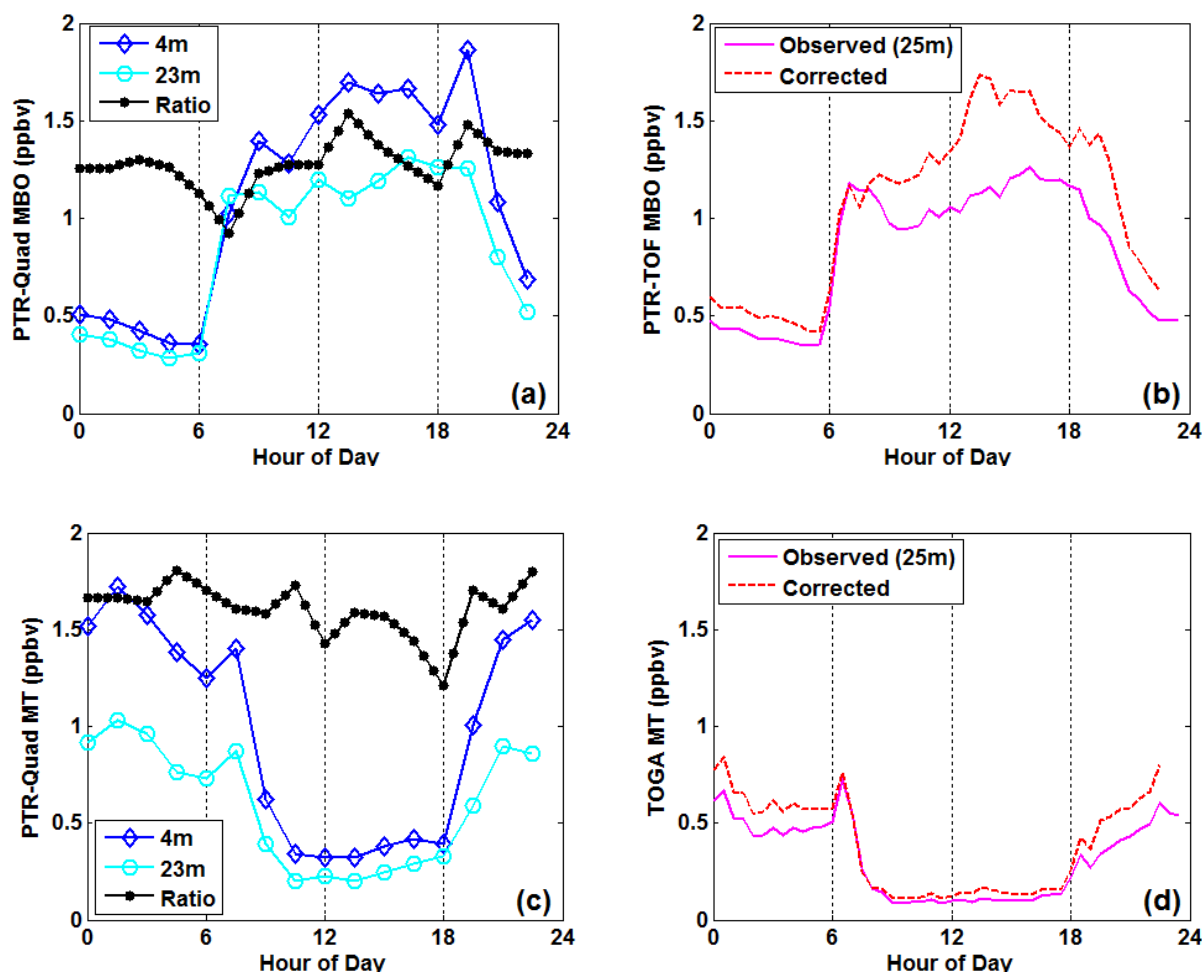 PTR-Quad MBO (ppbv)
2
1.5
1
0.5
0
4m
23m
Ratio
(a)
0 6 12 18 24
Hour of Day
PTR-TOF MBO (ppbv)
2
1.5
1
0.5
0
Observed (25m)
Corrected
(b)
0 6 12 18 24
Hour of Day
PTR-Quad MT (ppbv)
2
1.5
1
0.5
0
4m
23m
Ratio
(c)
0 6 12 18 24
Hour of Day
TOGA MT (ppbv)
2
1.5
1
0.5
0
Observed (25m)
Corrected
(d)
0 6 12 18 24
Hour of Day